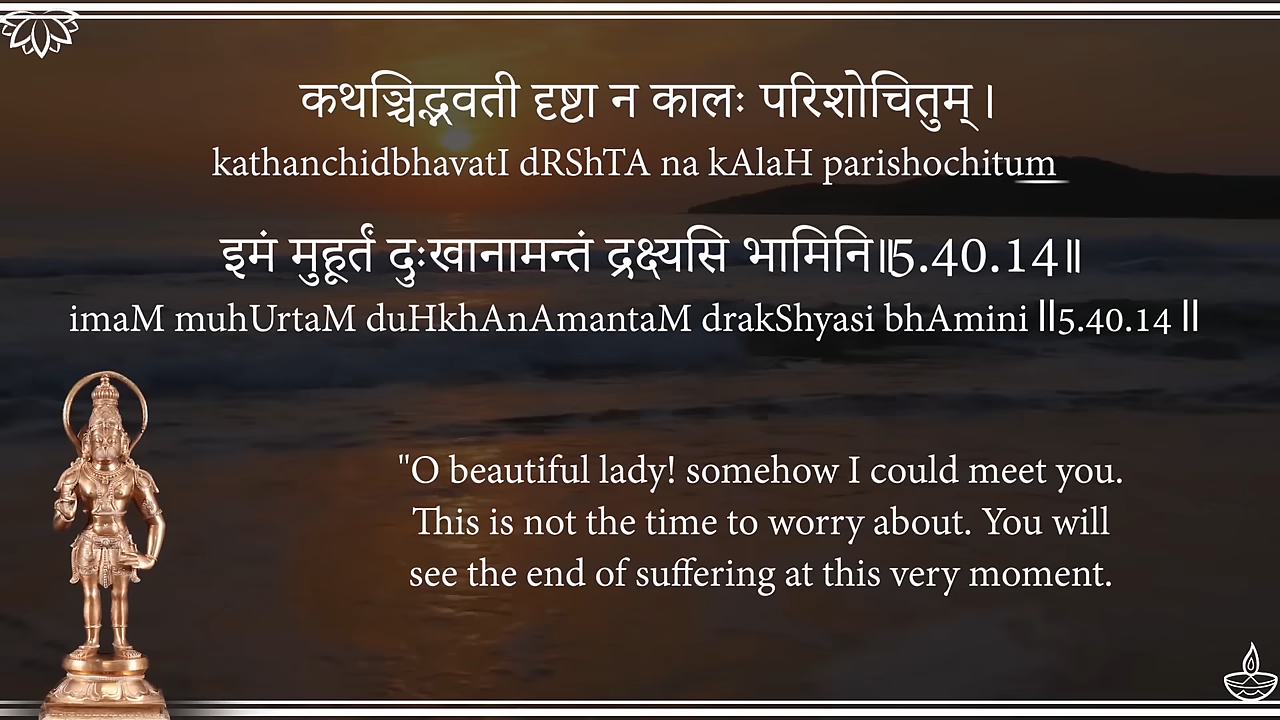 कथञ्चिद्भवती दृष्टा न कालः परिशोचितुम् ।
kathanchidbhavatI dRShTA na kAlaH parishochitum
इमं मुहूर्तं दुःखानामन्तं द्रक्ष्यसि भामिनि॥5.40.14॥
imaM muhUrtaM duHkhAnAmantaM drakShyasi bhAmini ॥5.40.14 ॥
"O beautiful lady! somehow I could meet you.
This is not the time to worry about. You will
see the end of suffering at this very moment.